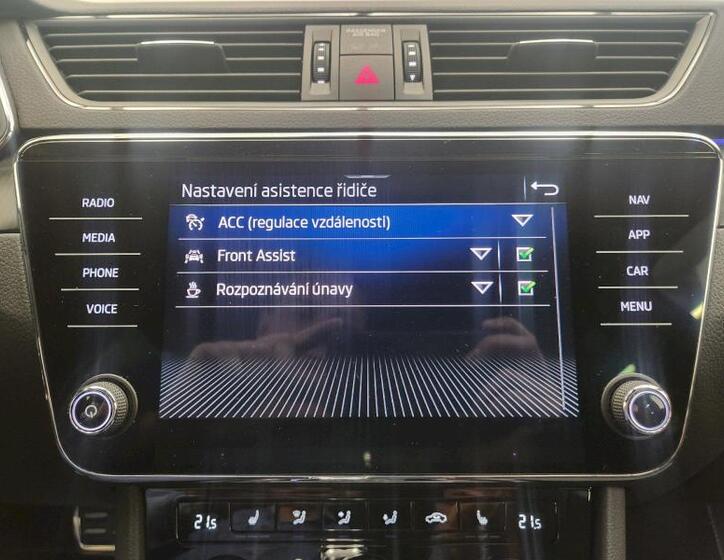 PASSENGER
AIR BAG
RADIO
MEDIA
PHONE
VOICE
Nastavení asistence řidiče
ACC (regulace vzdálenosti)
Front Assist
Rozpoznávání únavy
NAV
APP
CAR
MENU
21.5
21.5